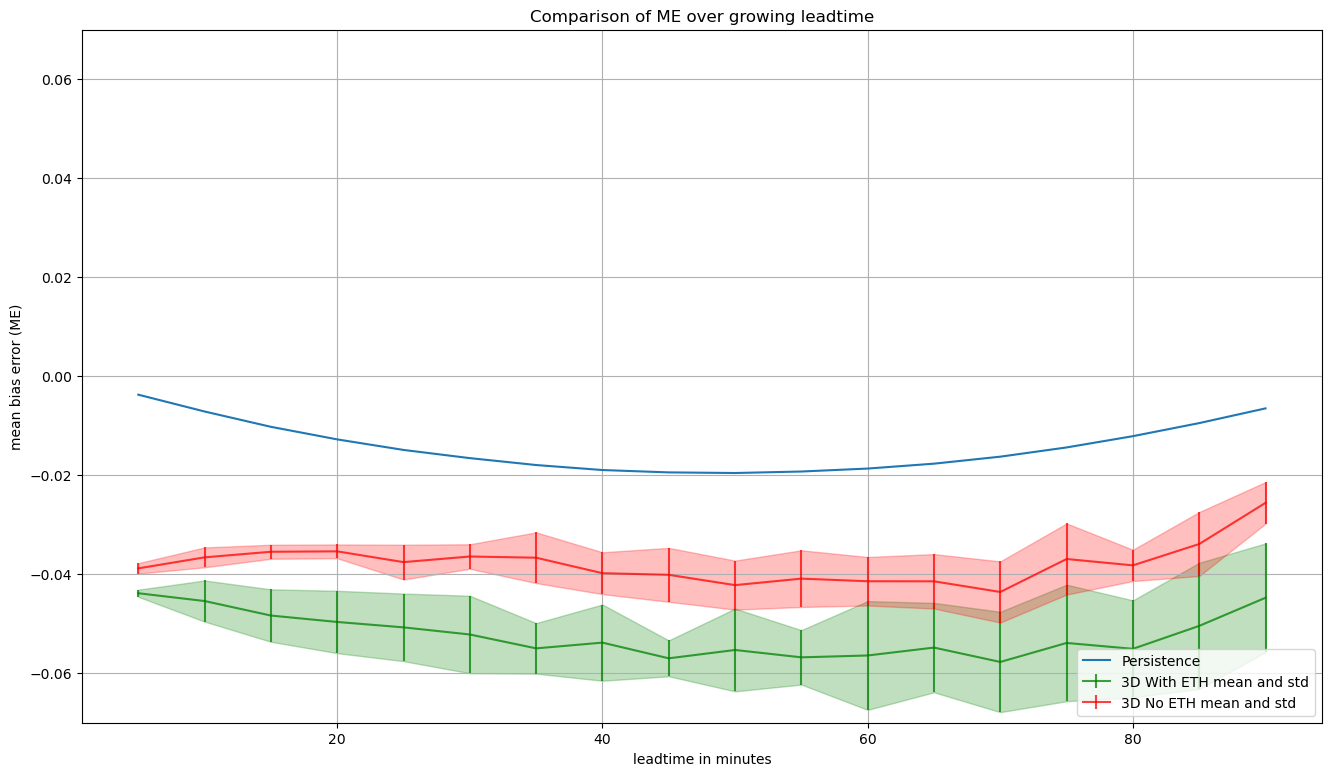 Comparison of ME over growing leadtime
mean bias error (ME)
0.06
0.04
0.02
0.00
−0.02
−0.04
−0.06
Persistence
3D With ETH mean and std
3D No ETH mean and std
20
40
60
80
leadtime in minutes